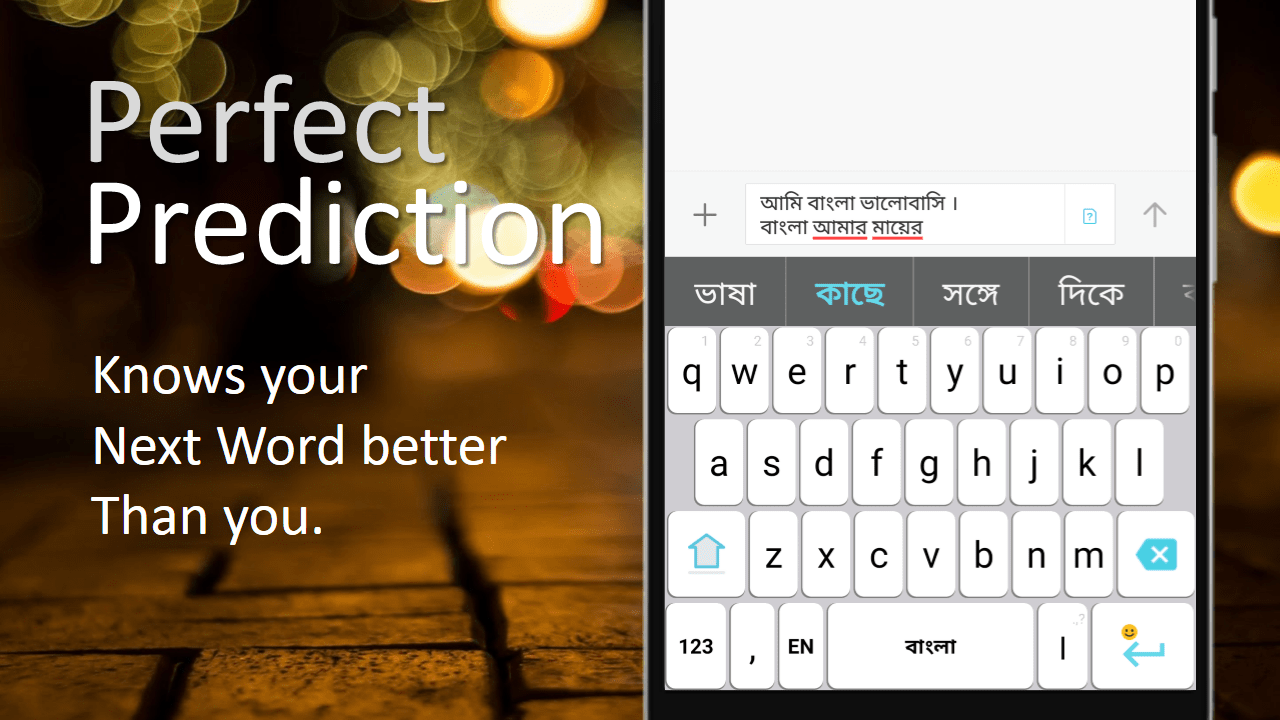 Perfect
Prediction
Knows your
Next Word better
Than you.
আমি বাংলা ভালোবাসি ।
বাংলা আমার মায়ের
ভাষা কাছে সঙ্গে দিকে
1 2 3 4 5 6 7 8 9 0
q w e r t y u i o p
a s d f g h j k l
z x c v b n m
.,?
123 , EN বাংলা ।